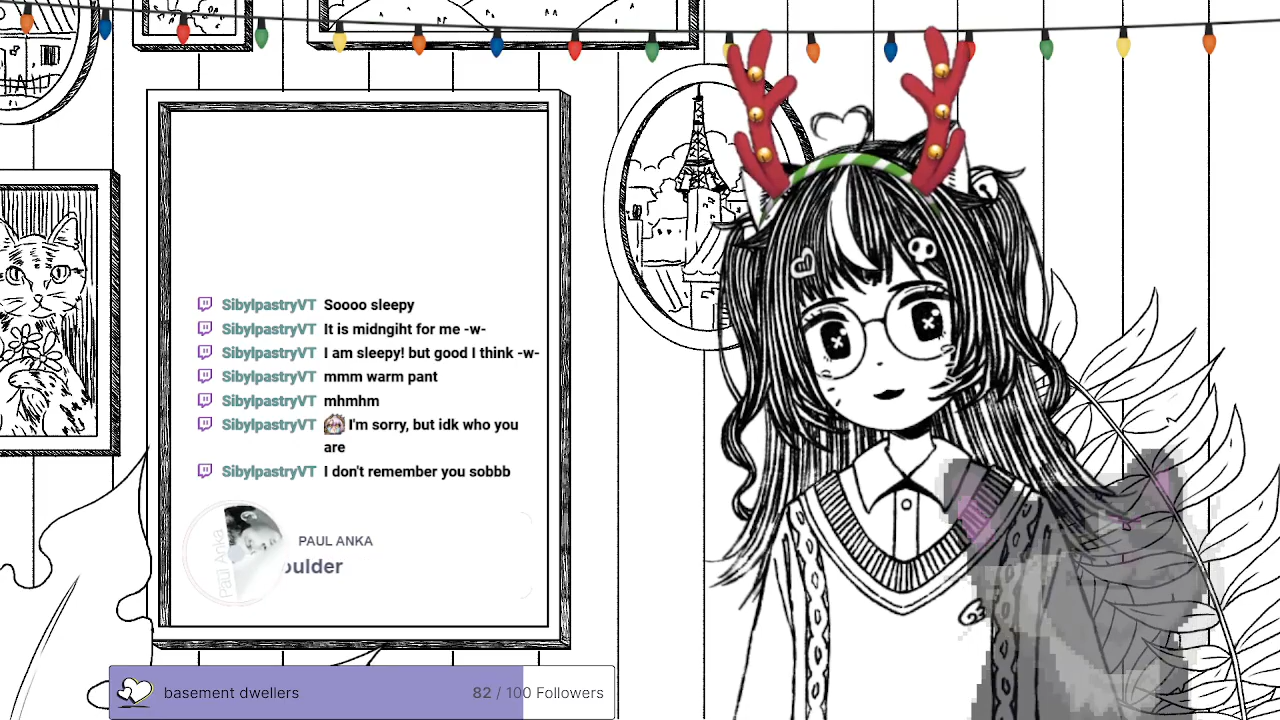 SibylpastryVT Soooo sleepy
SibylpastryVT It is midngiht for me -w-
SibylpastryVT I am sleepy! but good I think -w-
SibylpastryVT mmm warm pant
SibylpastryVT mhmhm
SibylpastryVT I'm sorry, but idk who you
are
SibylpastryVT I don't remember you sobbb
Paul Anka
PAUL ANKA
oulder
basement dwellers 82 / 100 Followers